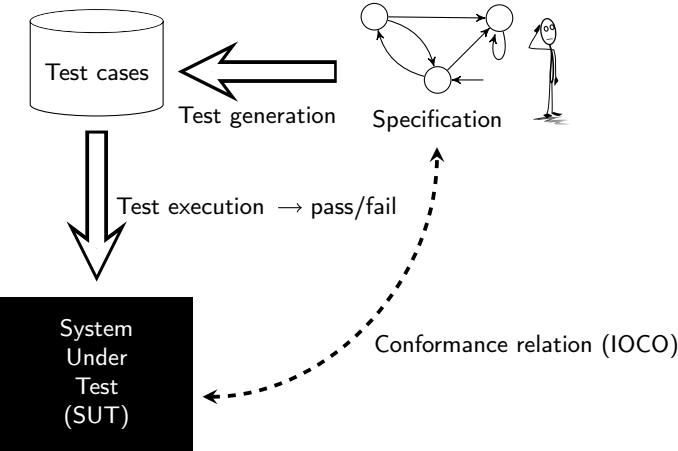 Test cases
Test generation
Specification
Test execution → pass/fail
System
Under
Test
(SUT)
Conformance relation (IOCO)